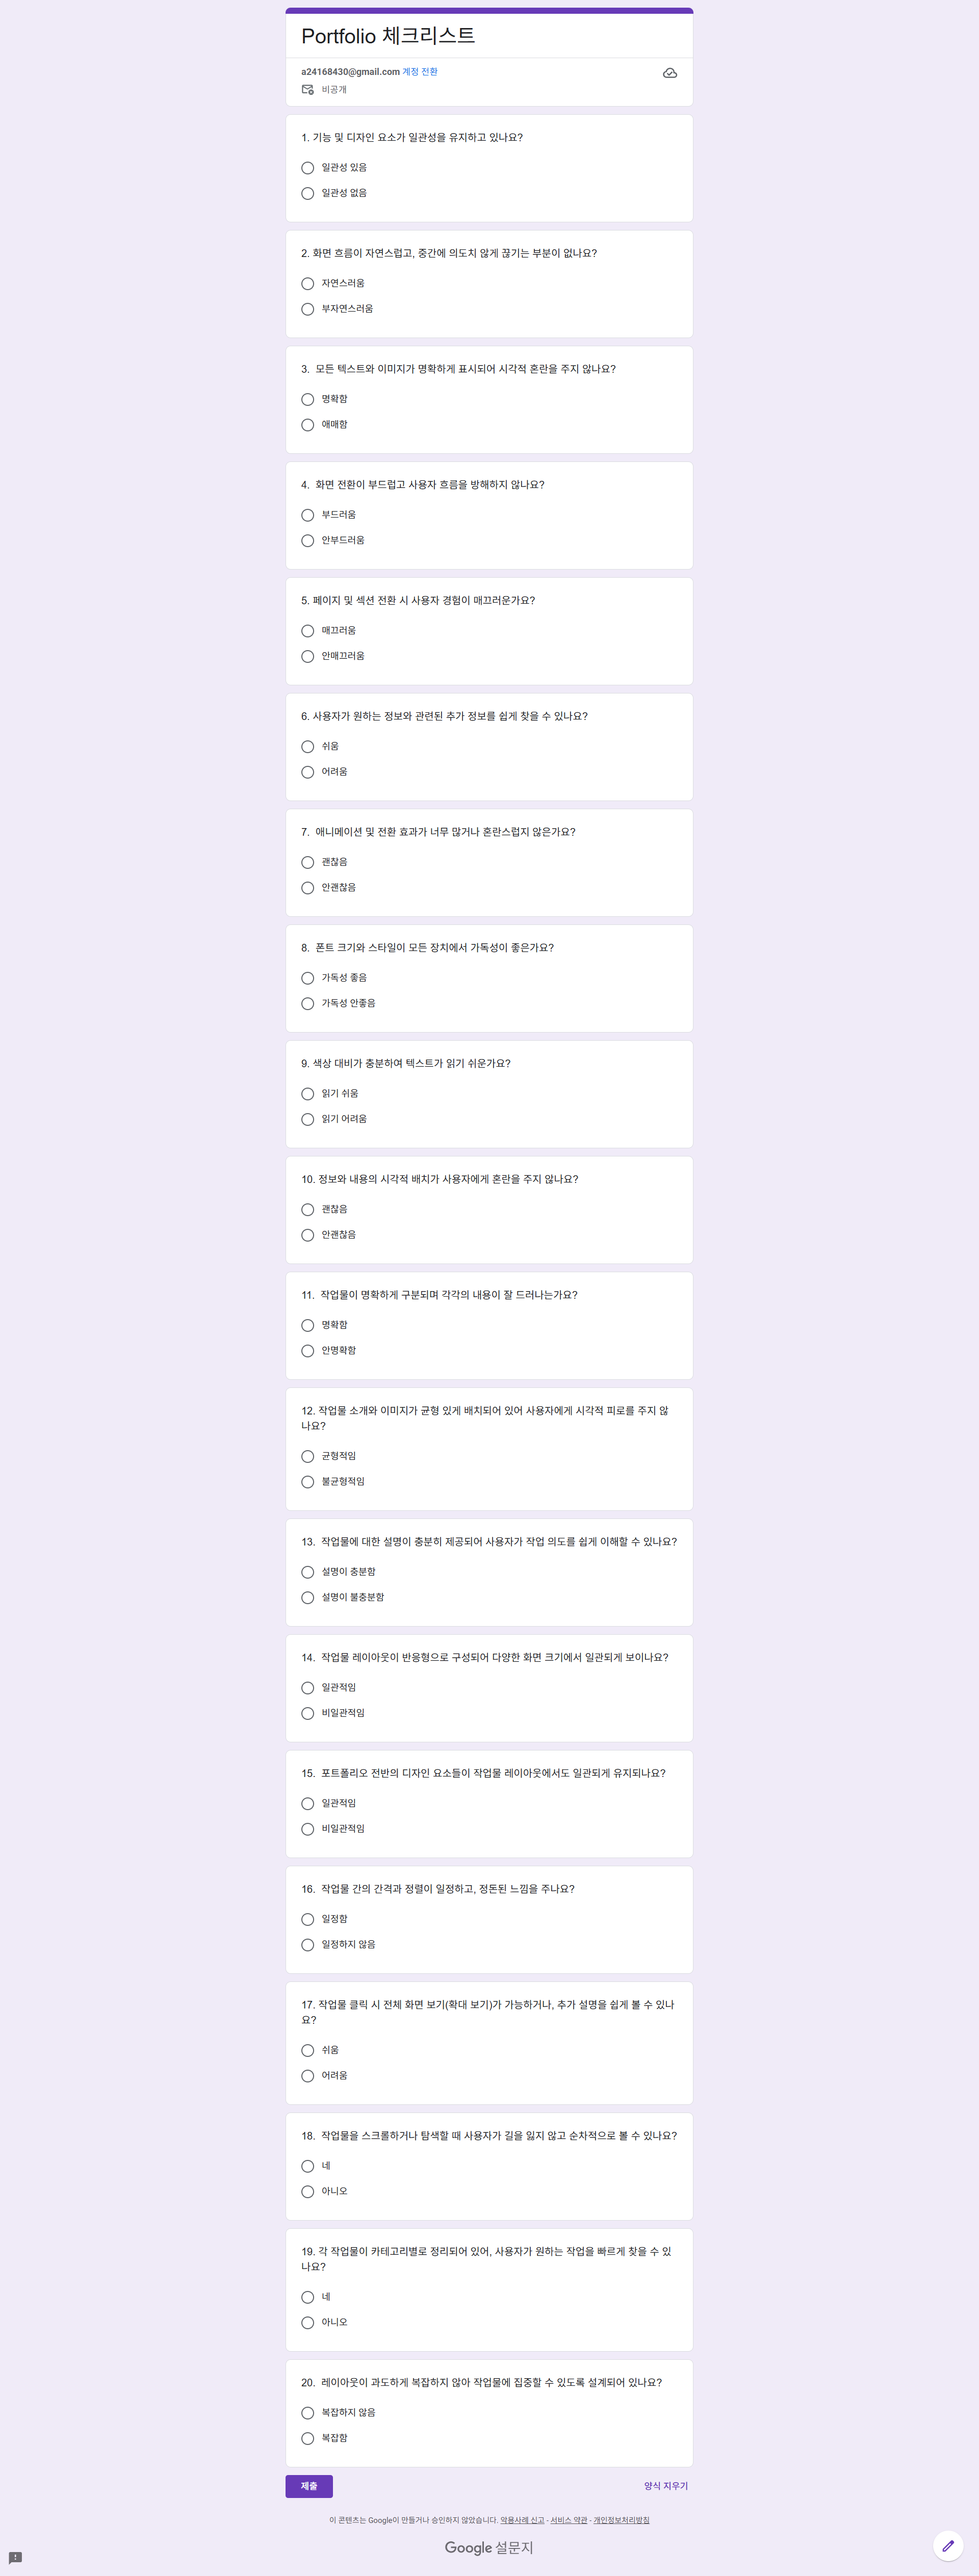 Portfolio 체크리스트
a24168430@gmail.com 계정 전환
비공개
1. 기능 및 디자인 요소가 일관성을 유지하고 있나요?
일관성 있음
일관성 없음
2. 화면 흐름이 자연스럽고, 중간에 의도치 않게 끊기는 부분이 없나요?
자연스러움
부자연스러움
3.  모든 텍스트와 이미지가 명확하게 표시되어 시각적 혼란을 주지 않나요?
명확함
애매함
4.  화면 전환이 부드럽고 사용자 흐름을 방해하지 않나요?
부드러움
안부드러움
5. 페이지 및 섹션 전환 시 사용자 경험이 매끄러운가요?
매끄러움
안매끄러움
6. 사용자가 원하는 정보와 관련된 추가 정보를 쉽게 찾을 수 있나요?
쉬움
어려움
7.  애니메이션 및 전환 효과가 너무 많거나 혼란스럽지 않은가요?
괜찮음
안괜찮음
8.  폰트 크기와 스타일이 모든 장치에서 가독성이 좋은가요?
가독성 좋음
가독성 안좋음
9. 색상 대비가 충분하여 텍스트가 읽기 쉬운가요?
읽기 쉬움
읽기 어려움
10. 정보와 내용의 시각적 배치가 사용자에게 혼란을 주지 않나요?
괜찮음
안괜찮음
11.  작업물이 명확하게 구분되며 각각의 내용이 잘 드러나는가요?
명확함
안명확함
12. 작업물 소개와 이미지가 균형 있게 배치되어 있어 사용자에게 시각적 피로를 주지 않
나요?
균형적임
불균형적임
13.  작업물에 대한 설명이 충분히 제공되어 사용자가 작업 의도를 쉽게 이해할 수 있나요?
설명이 충분함
설명이 불충분함
14.  작업물 레이아웃이 반응형으로 구성되어 다양한 화면 크기에서 일관되게 보이나요?
일관적임
비일관적임
15.  포트폴리오 전반의 디자인 요소들이 작업물 레이아웃에서도 일관되게 유지되나요?
일관적임
비일관적임
16.  작업물 간의 간격과 정렬이 일정하고, 정돈된 느낌을 주나요?
일정함
일정하지 않음
17. 작업물 클릭 시 전체 화면 보기(확대 보기)가 가능하거나, 추가 설명을 쉽게 볼 수 있나
요?
쉬움
어려움
18.  작업물을 스크롤하거나 탐색할 때 사용자가 길을 잃지 않고 순차적으로 볼 수 있나요?
네
아니오
19. 각 작업물이 카테고리별로 정리되어 있어, 사용자가 원하는 작업을 빠르게 찾을 수 있
나요?
네
아니오
20.  레이아웃이 과도하게 복잡하지 않아 작업물에 집중할 수 있도록 설계되어 있나요?
복잡하지 않음
복잡함
제출
양식 지우기
이 콘텐츠는 Google이 만들거나 승인하지 않았습니다. 악용사례 신고 - 서비스 약관 - 개인정보처리방침
Google 설문지